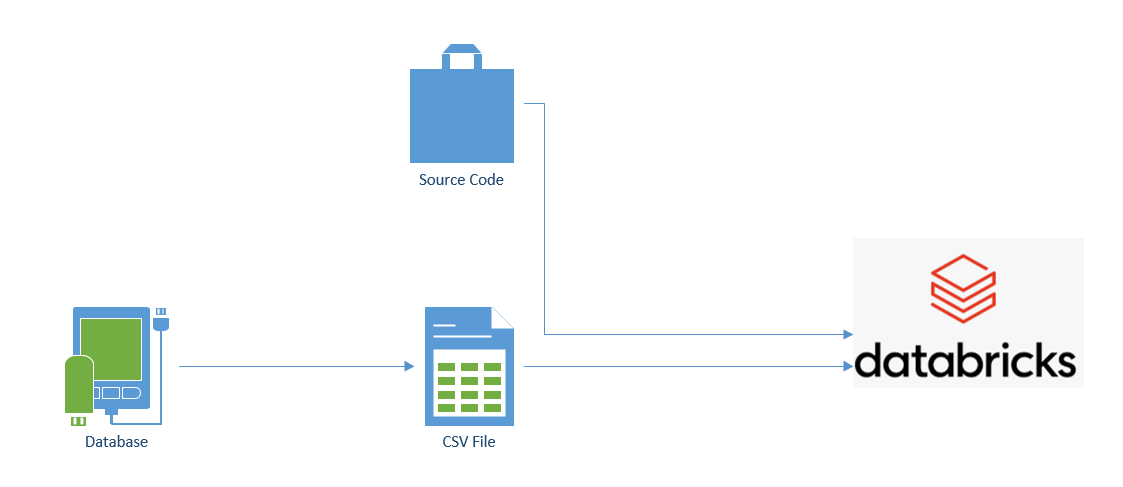 Source Code
databricks
Database
CSV File